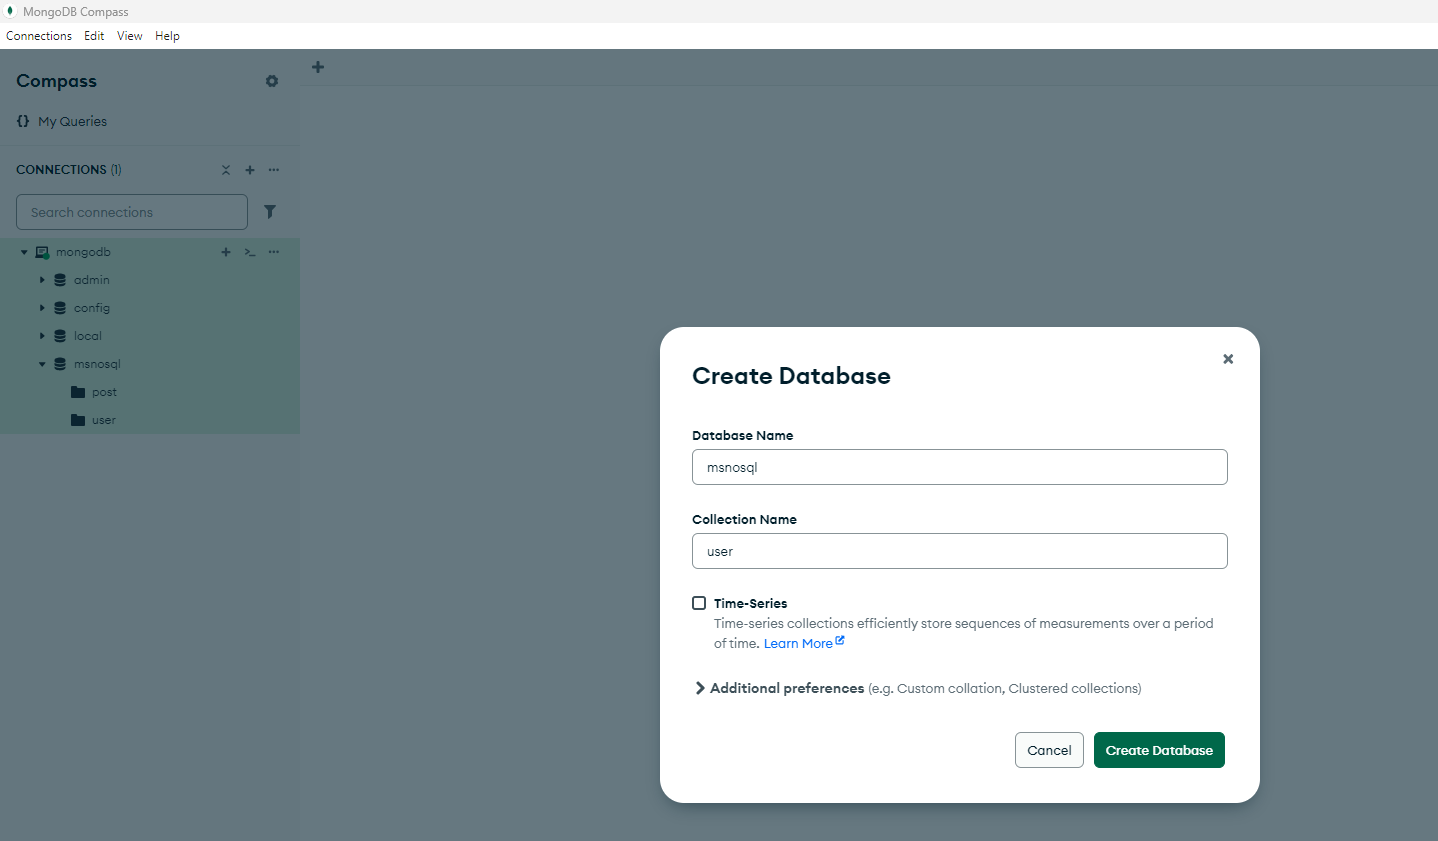 MongoDB Compass
Connections Edit View Help
Compass
{} My Queries
CONNECTIONS (1)
Search connections
mongodb
admin
config
local
msnosql
post
user
Create Database
Database Name
msnosql
Collection Name
user
Time-Series
Time-series collections efficiently store sequences of measurements over a period
of time. Learn More
Additional preferences (e.g. Custom collation, Clustered collections)
Cancel Create Database